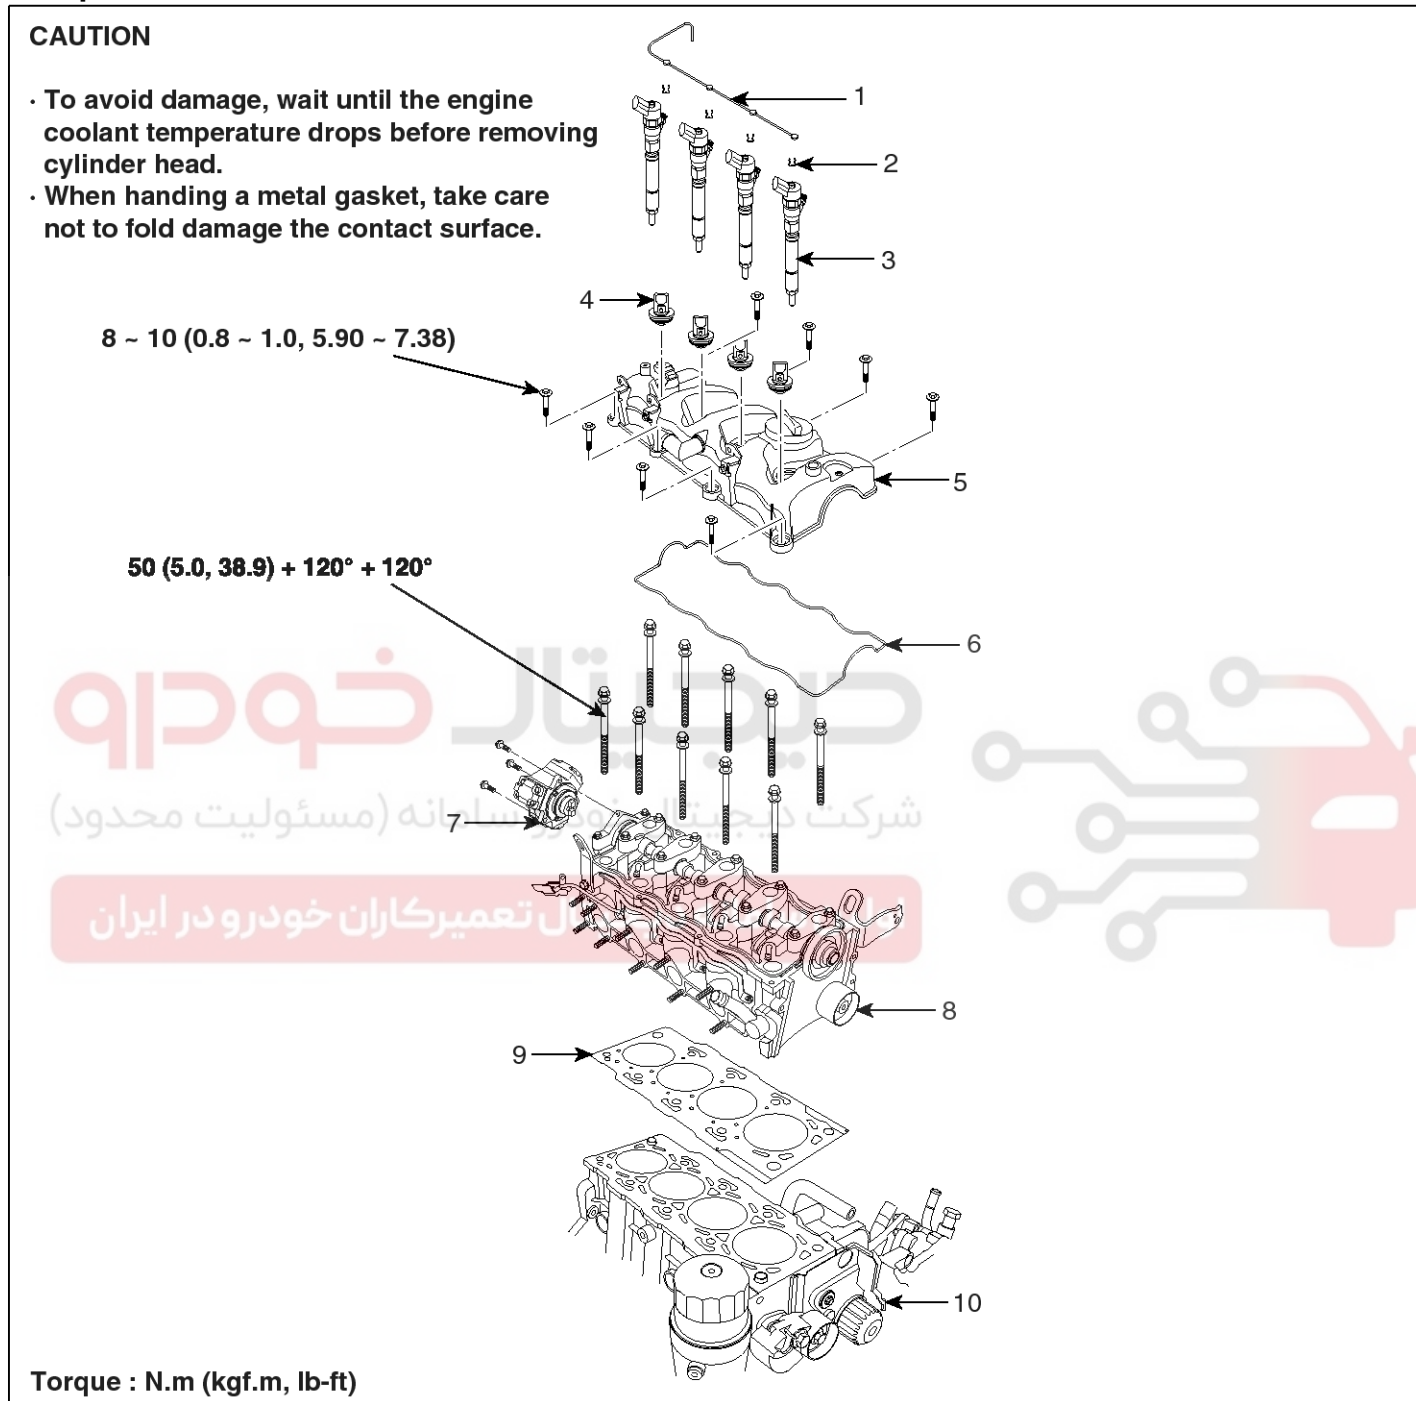 CAUTION
· To avoid damage, wait until the engine
coolant temperature drops before removing
cylinder head.
· When handing a metal gasket, take care
not to fold damage the contact surface.
1
2
3
4
8 ~ 10 (0.8 ~ 1.0, 5.90 ~ 7.38)
5
50 (5.0, 38.9) + 120° + 120°
6
دیجیتال خودرو
7
شرکت دیجیتال خودرو سامانه (مسئولیت محدود)
تعمیرکاران خودرو در ایران
8
9
10
Torque : N.m (kgf.m, lb-ft)